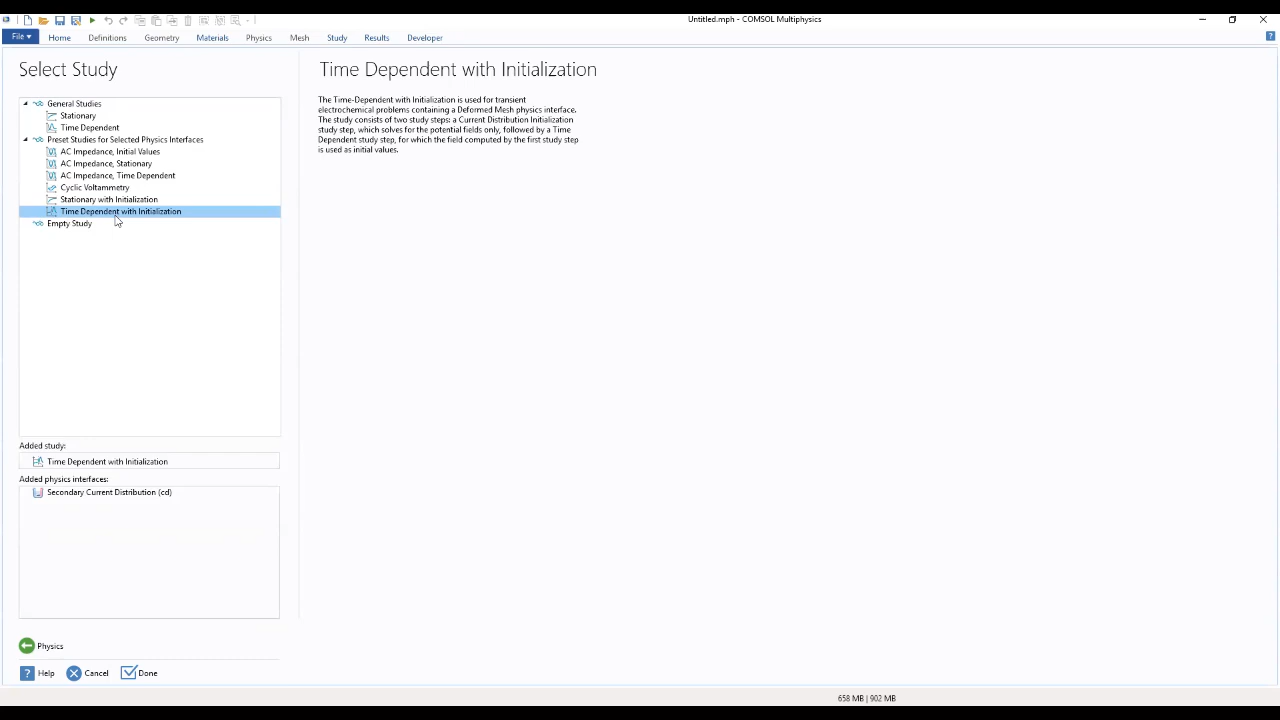 Untitled.mph - COMSOL Multiphysics
File
Home
Definitions
Geometry
Materials
Physics
Mesh
Study
Results
Developer
Select Study
General Studies
Stationary
Time Dependent
Preset Studies for Selected Physics Interfaces
AC Impedance, Initial Values
AC Impedance, Stationary
AC Impedance, Time Dependent
Cyclic Voltammetry
Stationary with Initialization
Time Dependent with Initialization
Empty Study
Added study:
Time Dependent with Initialization
Added physics interfaces:
Secondary Current Distribution (cd)
Physics
? Help
Cancel
Done
Time Dependent with Initialization
The Time-Dependent with Initialization is used for transient
electrochemical problems containing a Deformed Mesh physics interface.
The study consists of two study steps: a Current Distribution Initialization
study step, which solves for the potential fields only, followed by a Time
Dependent study step, for which the field computed by the first study step
is used as initial values.
658 MB | 902 MB